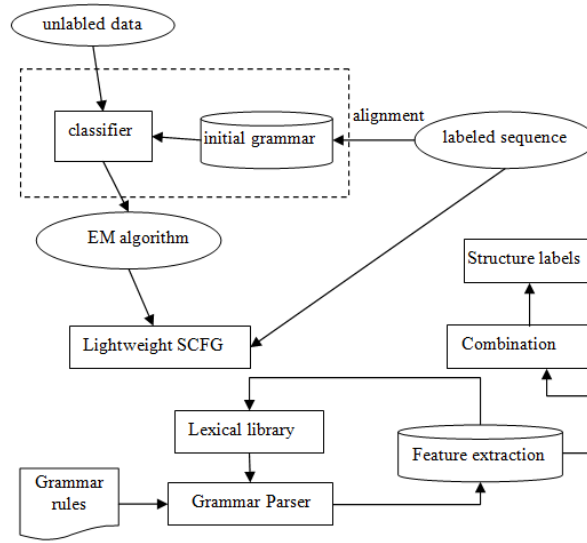 unlabled data
classifier
initial grammar
alignment
labeled sequence
EM algorithm
Structure labels
Lightweight SCFG
Combination
Lexical library
Feature extraction
Grammar
rules
Grammar Parser